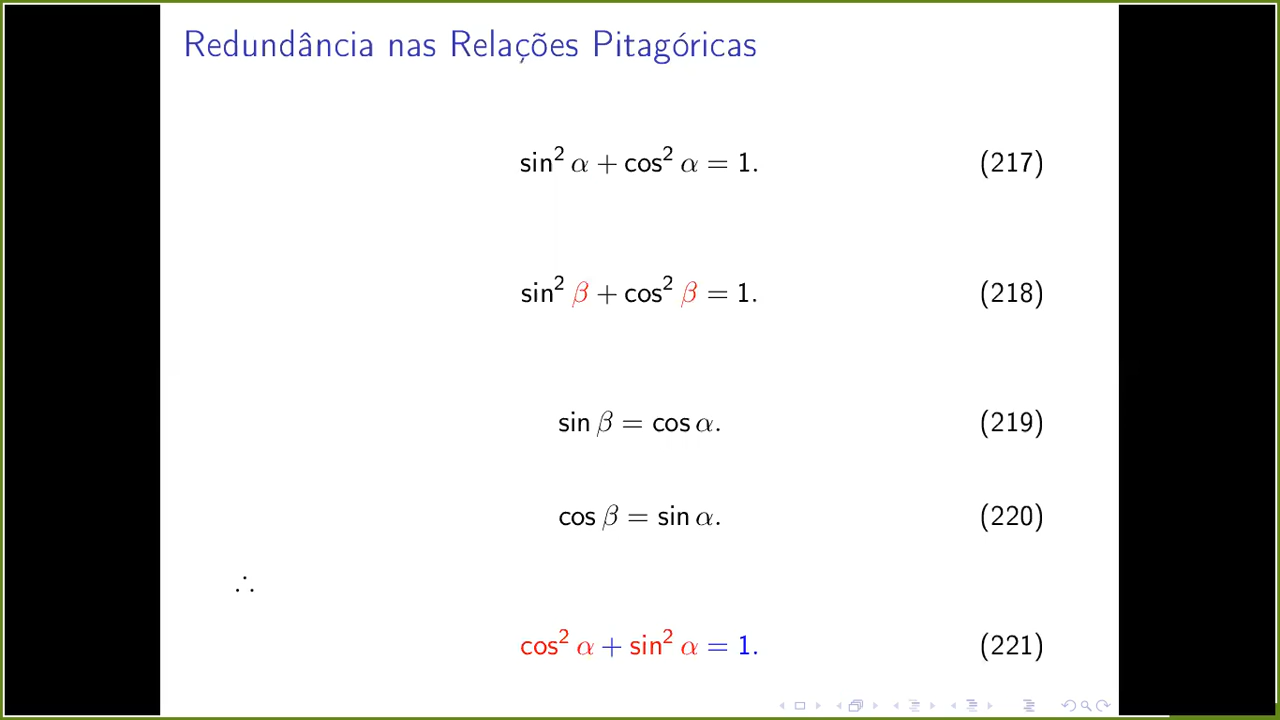 Redundância nas Relações Pitagóricas
sin² α + cos² α = 1. (217)
sin² β + cos² β = 1. (218)
sin β = cos α. (219)
cos β = sin α. (220)
∴
cos² α + sin² α = 1. (221)